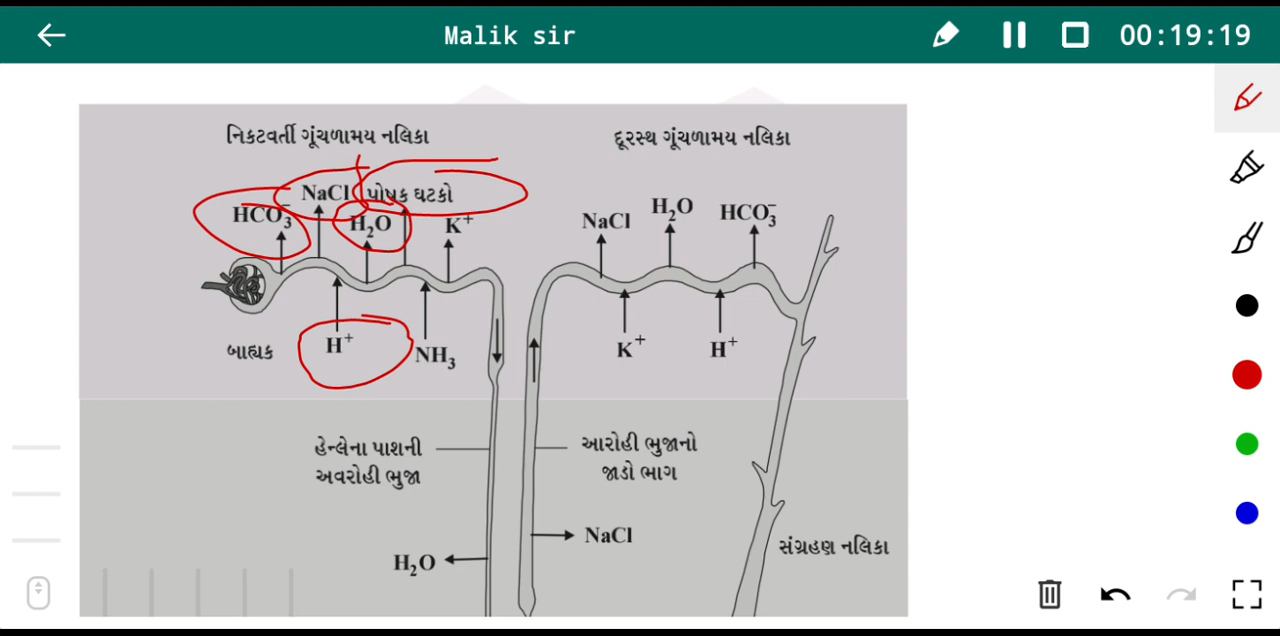 Malik sir
00:19:19
નિકટવર્તી ગૂંચળામય નલિકા
દૂરસ્થ ગૂંચળામય નલિકા
NaCl પોષક ઘટકો
HCO₃⁻ H₂O K⁺
NaCl H₂O HCO₃⁻
બાહ્યક H⁺ NH₃
K⁺ H⁺
હેન્લેના પાશની
અવરોહી ભુજા
આરોહી ભુજાનો
જાડો ભાગ
H₂O
NaCl
સંગ્રહણ નલિકા